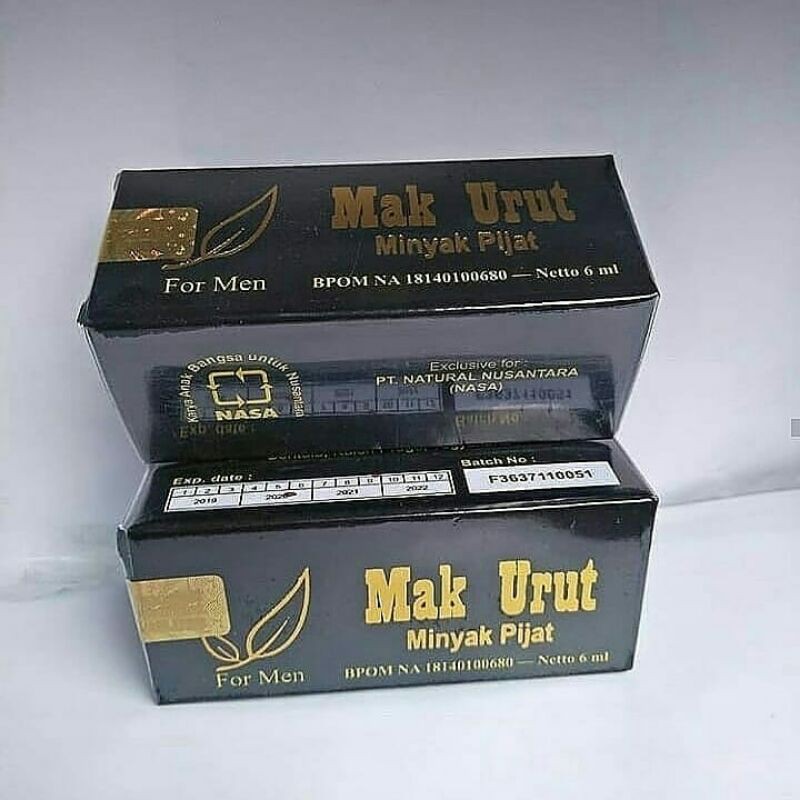 Mak Urut
Minyak Pijat
For Men
BPOM NA 18140100680 — Netto 6 ml
Karya Anak Bangsa untuk Nusantara
NASA
Exclusive for :
PT. NATURAL NUSANTARA
(NASA)
Exp. date :
1 2 3 4 5 6 7 8 9 10 11 12
2019 2020 2021 2022
Batch No :
F3637110051
Mak Urut
Minyak Pijat
For Men
BPOM NA 18140100680 — Netto 6 ml